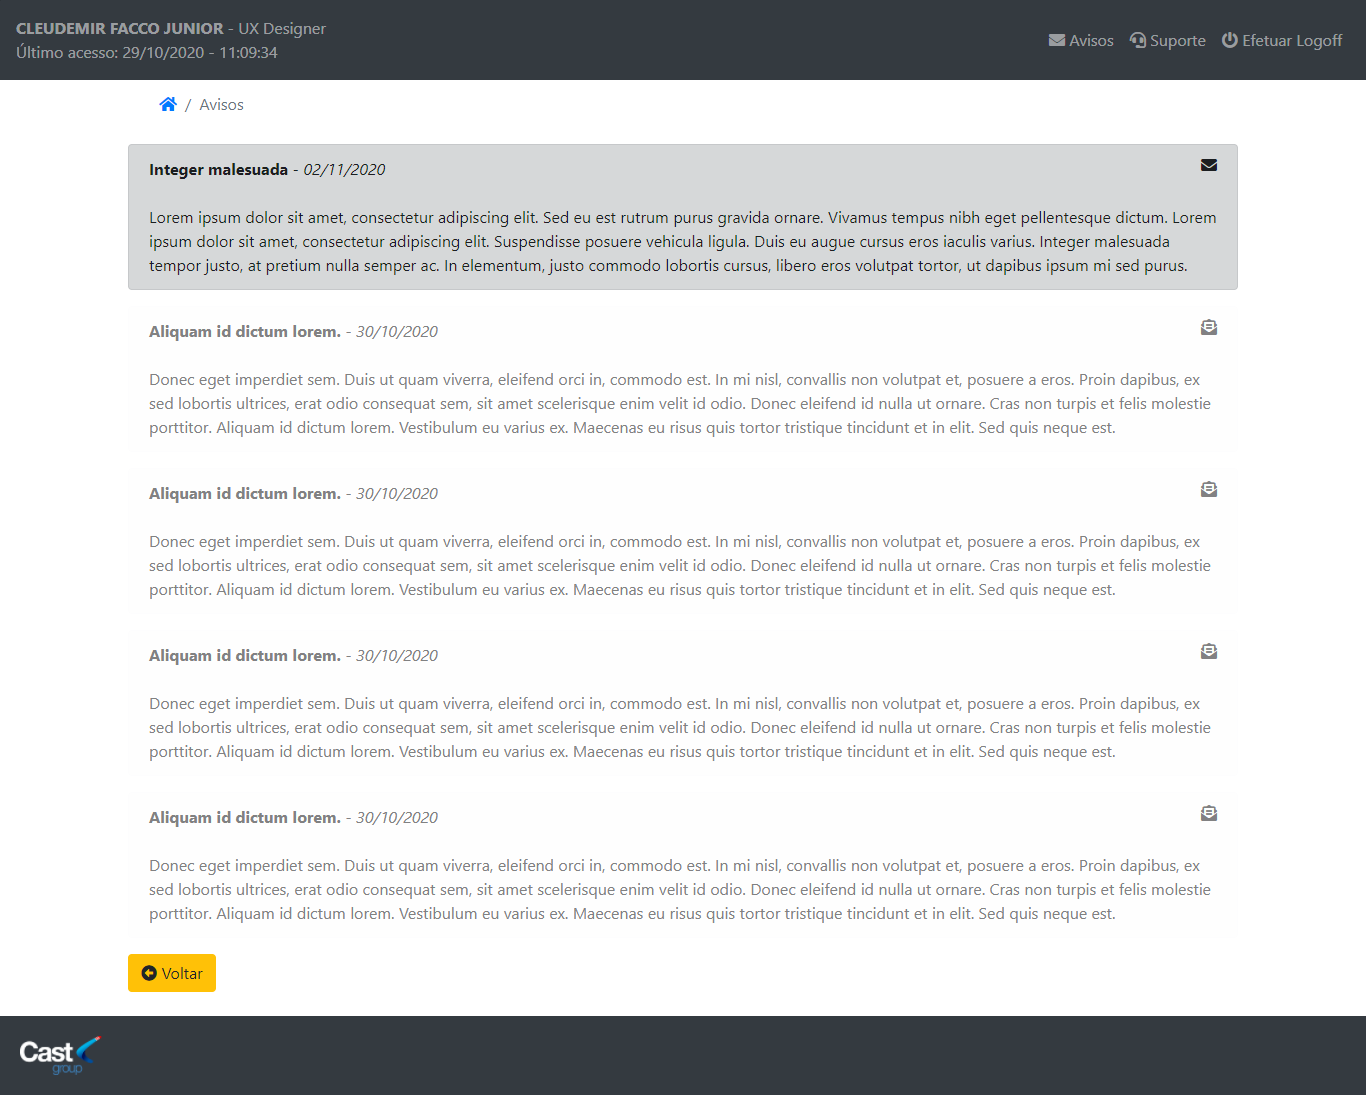 CLEUDEMIR FACCO JUNIOR - UX Designer
Último acesso: 29/10/2020 - 11:09:34
Avisos
Suporte
Efetuar Logoff
/ Avisos
Integer malesuada - 02/11/2020
Lorem ipsum dolor sit amet, consectetur adipiscing elit. Sed eu est rutrum purus gravida ornare. Vivamus tempus nibh eget pellentesque dictum. Lorem
ipsum dolor sit amet, consectetur adipiscing elit. Suspendisse posuere vehicula ligula. Duis eu augue cursus eros iaculis varius. Integer malesuada
tempor justo, at pretium nulla semper ac. In elementum, justo commodo lobortis cursus, libero eros volutpat tortor, ut dapibus ipsum mi sed purus.
Aliquam id dictum lorem. - 30/10/2020
Donec eget imperdiet sem. Duis ut quam viverra, eleifend orci in, commodo est. In mi nisl, convallis non volutpat et, posuere a eros. Proin dapibus, ex
sed lobortis ultrices, erat odio consequat sem, sit amet scelerisque enim velit id odio. Donec eleifend id nulla ut ornare. Cras non turpis et felis molestie
porttitor. Aliquam id dictum lorem. Vestibulum eu varius ex. Maecenas eu risus quis tortor tristique tincidunt et in elit. Sed quis neque est.
Aliquam id dictum lorem. - 30/10/2020
Donec eget imperdiet sem. Duis ut quam viverra, eleifend orci in, commodo est. In mi nisl, convallis non volutpat et, posuere a eros. Proin dapibus, ex
sed lobortis ultrices, erat odio consequat sem, sit amet scelerisque enim velit id odio. Donec eleifend id nulla ut ornare. Cras non turpis et felis molestie
porttitor. Aliquam id dictum lorem. Vestibulum eu varius ex. Maecenas eu risus quis tortor tristique tincidunt et in elit. Sed quis neque est.
Aliquam id dictum lorem. - 30/10/2020
Donec eget imperdiet sem. Duis ut quam viverra, eleifend orci in, commodo est. In mi nisl, convallis non volutpat et, posuere a eros. Proin dapibus, ex
sed lobortis ultrices, erat odio consequat sem, sit amet scelerisque enim velit id odio. Donec eleifend id nulla ut ornare. Cras non turpis et felis molestie
porttitor. Aliquam id dictum lorem. Vestibulum eu varius ex. Maecenas eu risus quis tortor tristique tincidunt et in elit. Sed quis neque est.
Aliquam id dictum lorem. - 30/10/2020
Donec eget imperdiet sem. Duis ut quam viverra, eleifend orci in, commodo est. In mi nisl, convallis non volutpat et, posuere a eros. Proin dapibus, ex
sed lobortis ultrices, erat odio consequat sem, sit amet scelerisque enim velit id odio. Donec eleifend id nulla ut ornare. Cras non turpis et felis molestie
porttitor. Aliquam id dictum lorem. Vestibulum eu varius ex. Maecenas eu risus quis tortor tristique tincidunt et in elit. Sed quis neque est.
Voltar
Cast
group